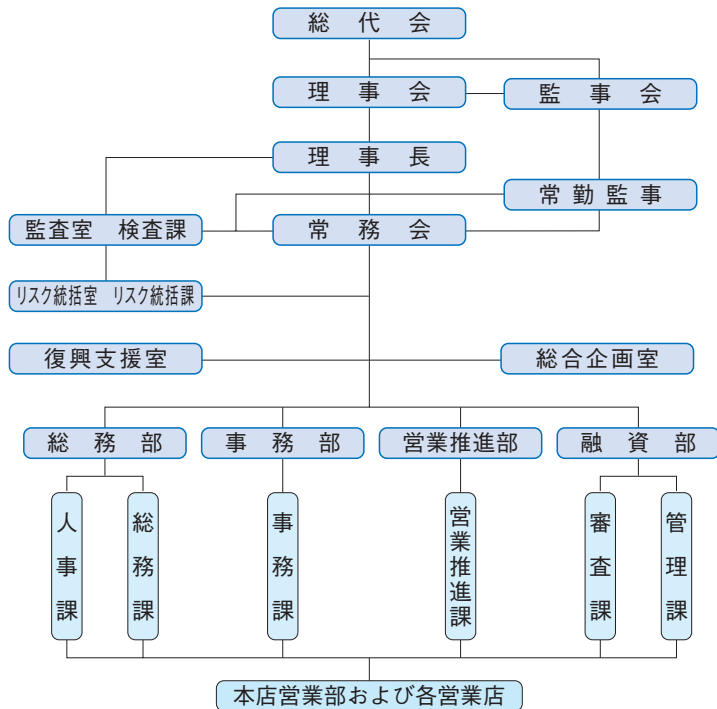 総代会
理事会
監事会
理事長
常勤監事
監査室 検査課
常務会
リスク統括室 リスク統括課
復興支援室
総合企画室
総務部
事務部
営業推進部
融資部
人事課
総務課
事務課
営業推進課
審査課
管理課
本店営業部および各営業店